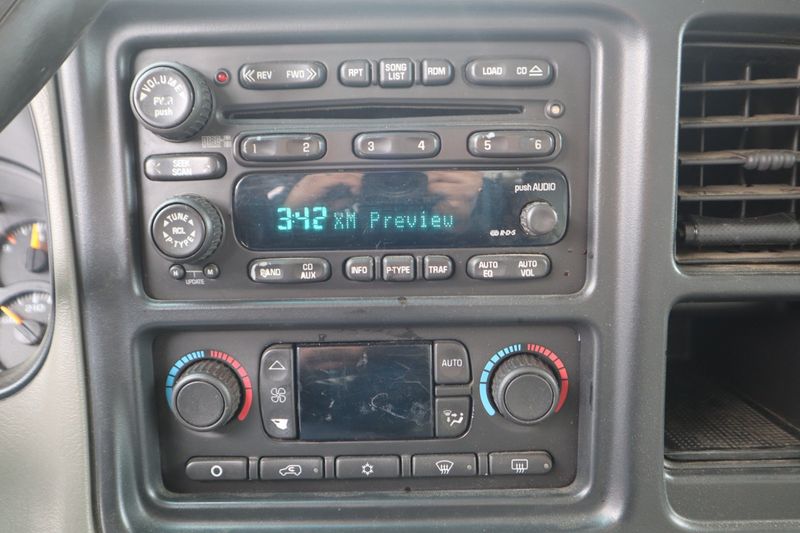 VOLUME
PWR
push
REV FWD
RPT
SONG LIST
RDM
LOAD CD
1 2
3 4
5 6
SEEK
SCAN
push AUDIO
3:42 XM Preview
R·D·S
TUNE
RCL
P-TYPE
UPDATE
M
BAND
CD AUX
INFO
P-TYPE
TRAF
AUTO EQ
AUTO VOL
AUTO